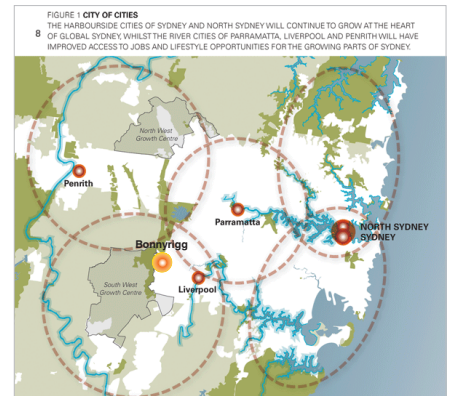 FIGURE 1 CITY OF CITIES
THE HARBOURSIDE CITIES OF SYDNEY AND NORTH SYDNEY WILL CONTINUE TO GROW AT THE HEART
8 OF GLOBAL SYDNEY, WHILST THE RIVER CITIES OF PARRAMATTA, LIVERPOOL AND PENRITH WILL HAVE
IMPROVED ACCESS TO JOBS AND LIFESTYLE OPPORTUNITIES FOR THE GROWING PARTS OF SYDNEY.
North West
Growth Centre
Penrith
Parramatta
NORTH SYDNEY
SYDNEY
Bonnyrigg
South West
Growth Centre
Liverpool